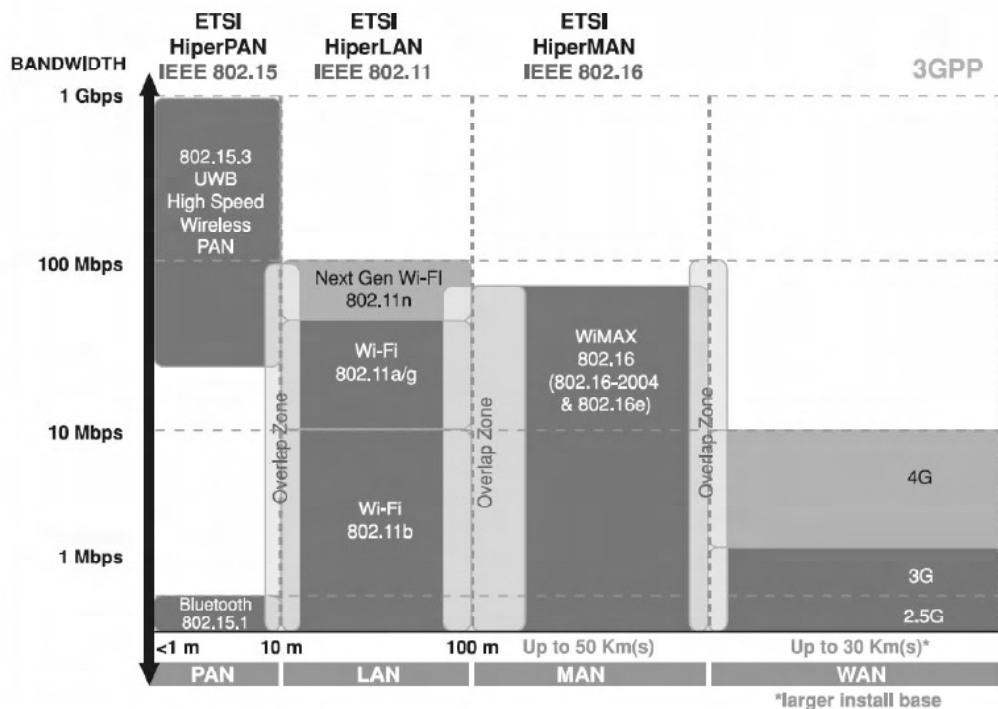 ETSI
HiperPAN
IEEE 802.15
ETSI
HiperLAN
IEEE 802.11
ETSI
HiperMAN
IEEE 802.16
3GPP
BANDWIDTH
1 Gbps
100 Mbps
10 Mbps
1 Mbps
802.15.3
UWB
High Speed
Wireless
PAN
Bluetooth
802.15.1
Overlap Zone
Next Gen Wi-FI
802.11n
Wi-Fi
802.11a/g
Wi-Fi
802.11b
Overlap Zone
WiMAX
802.16
(802.16-2004
& 802.16e)
Overlap Zone
4G
3G
2.5G
<1 m
10 m
100 m
Up to 50 Km(s)
Up to 30 Km(s)*
PAN
LAN
MAN
WAN
*larger install base